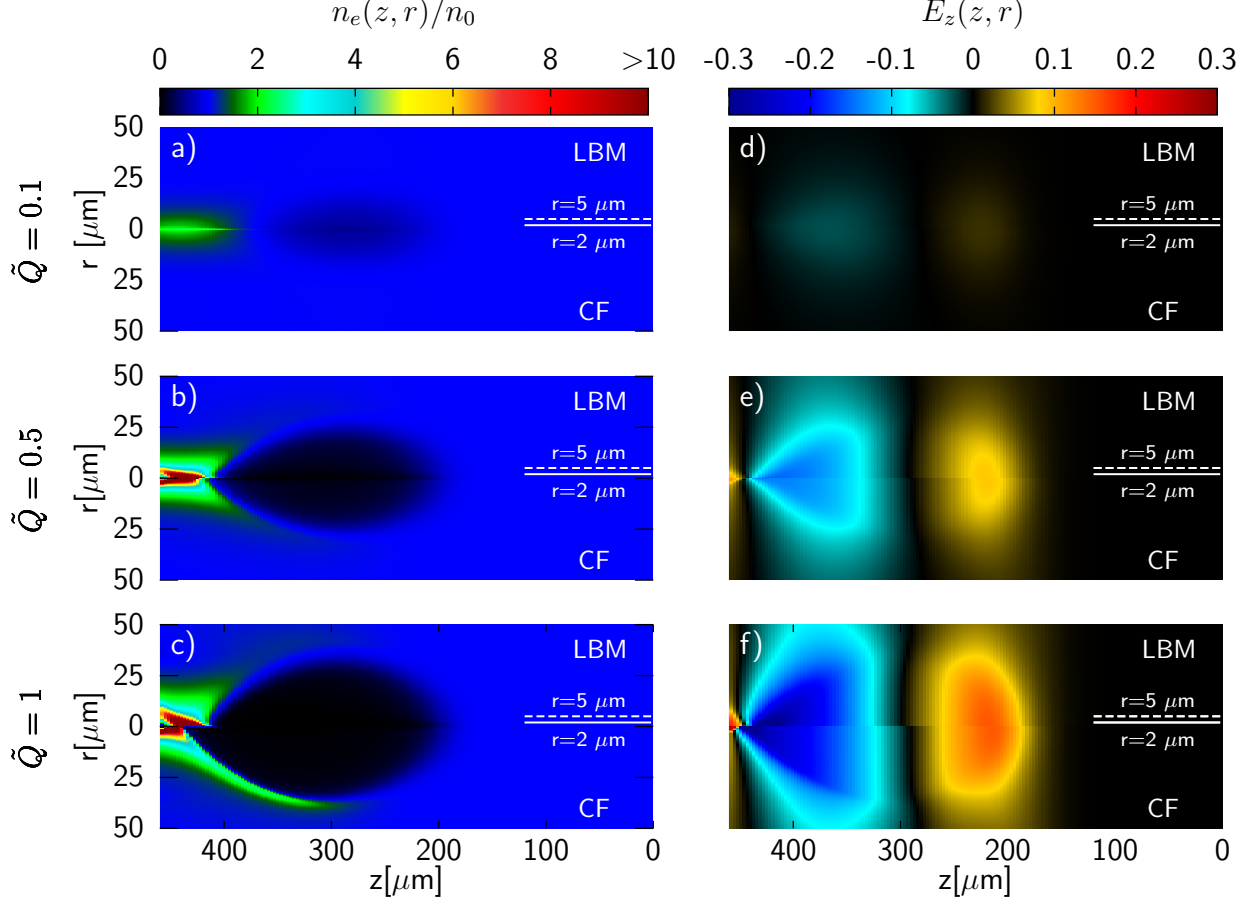 n_e(z, r)/n_0
E_z(z, r)
0 2 4 6 8 >10
-0.3 -0.2 -0.1 0 0.1 0.2 0.3
Q̃ = 0.1
r [μm]
50
25
0
25
50
a)
LBM
r=5 μm
r=2 μm
CF
d)
LBM
r=5 μm
r=2 μm
CF
Q̃ = 0.5
r[μm]
50
25
0
25
50
b)
LBM
r=5 μm
r=2 μm
CF
e)
LBM
r=5 μm
r=2 μm
CF
Q̃ = 1
r[μm]
50
25
0
25
50
c)
LBM
r=5 μm
r=2 μm
CF
f)
LBM
r=5 μm
r=2 μm
CF
400 300 200 100 0
z[μm]
400 300 200 100 0
z[μm]